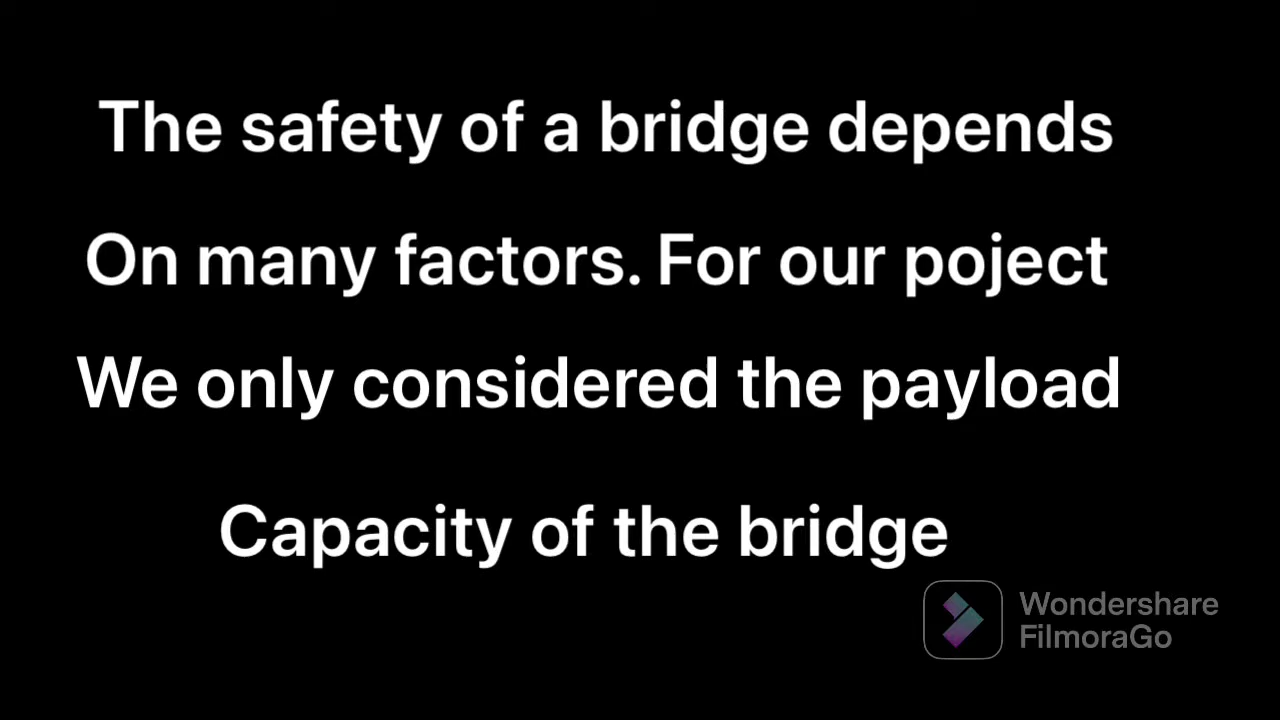 The safety of a bridge depends
On many factors. For our poject
We only considered the payload
Capacity of the bridge
Wondershare
FilmoraGo